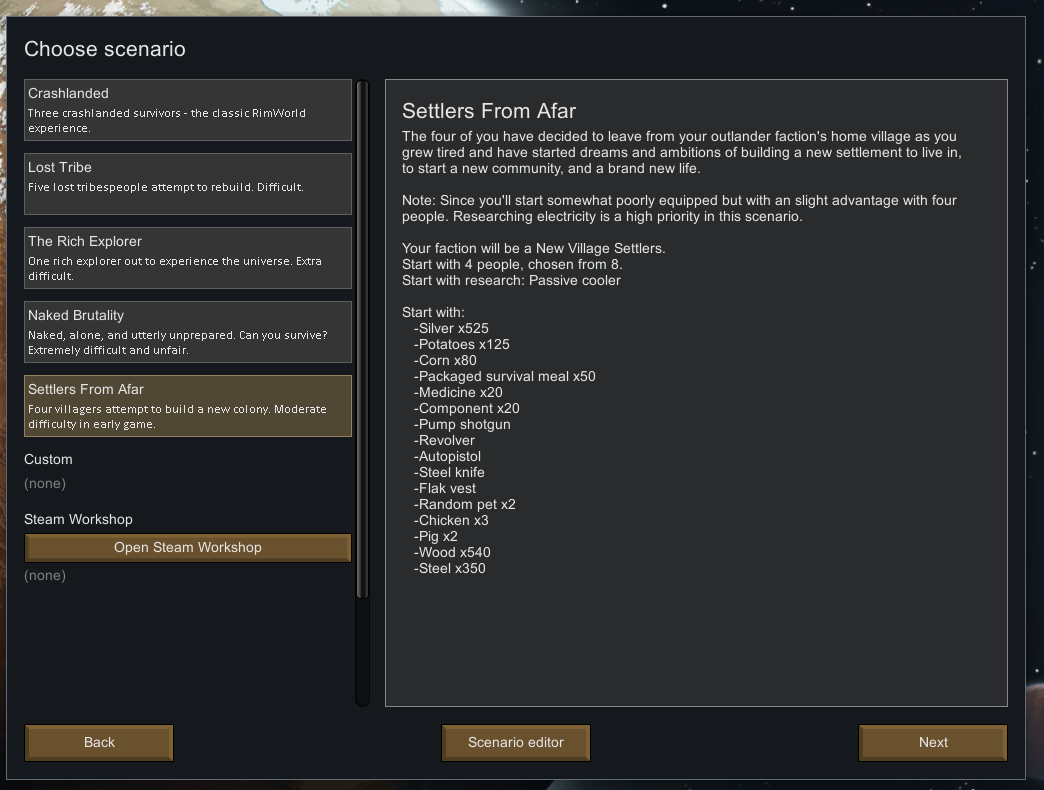 Choose scenario
Crashlanded
Three crashlanded survivors - the classic RimWorld
experience.
Lost Tribe
Five lost tribespeople attempt to rebuild. Difficult.
The Rich Explorer
One rich explorer out to experience the universe. Extra
difficult.
Naked Brutality
Naked, alone, and utterly unprepared. Can you survive?
Extremely difficult and unfair.
Settlers From Afar
Four villagers attempt to build a new colony. Moderate
difficulty in early game.
Custom
(none)
Steam Workshop
Open Steam Workshop
(none)
Settlers From Afar
The four of you have decided to leave from your outlander faction's home village as you
grew tired and have started dreams and ambitions of building a new settlement to live in,
to start a new community, and a brand new life.
Note: Since you'll start somewhat poorly equipped but with an slight advantage with four
people. Researching electricity is a high priority in this scenario.
Your faction will be a New Village Settlers.
Start with 4 people, chosen from 8.
Start with research: Passive cooler
Start with:
-Silver x525
-Potatoes x125
-Corn x80
-Packaged survival meal x50
-Medicine x20
-Component x20
-Pump shotgun
-Revolver
-Autopistol
-Steel knife
-Flak vest
-Random pet x2
-Chicken x3
-Pig x2
-Wood x540
-Steel x350
Back
Scenario editor
Next